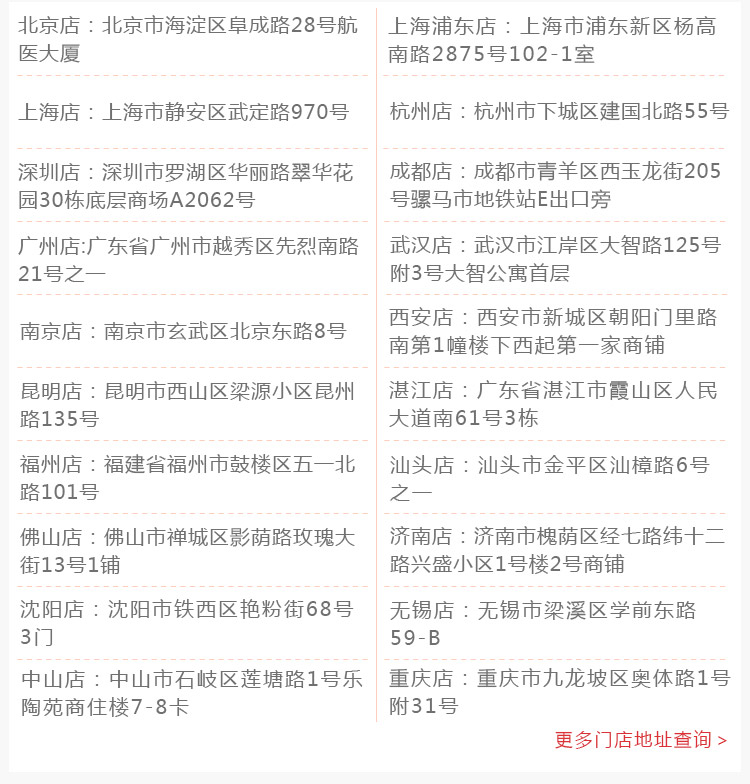 北京店：北京市海淀区阜成路28号航
医大厦
上海浦东店：上海市浦东新区杨高
南路2875号102-1室
上海店：上海市静安区武定路970号
杭州店：杭州市下城区建国北路55号
深圳店：深圳市罗湖区华丽路翠华花
园30栋底层商场A2062号
成都店：成都市青羊区西玉龙街205
号骡马市地铁站E出口旁
广州店:广东省广州市越秀区先烈南路
21号之一
武汉店：武汉市江岸区大智路125号
附3号大智公寓首层
南京店：南京市玄武区北京东路8号
西安店：西安市新城区朝阳门里路
南第1幢楼下西起第一家商铺
昆明店：昆明市西山区梁源小区昆州
路135号
湛江店：广东省湛江市霞山区人民
大道南61号3栋
福州店：福建省福州市鼓楼区五一北
路101号
汕头店：汕头市金平区汕樟路6号
之一
佛山店：佛山市禅城区影荫路玫瑰大
街13号1铺
济南店：济南市槐荫区经七路纬十二
路兴盛小区1号楼2号商铺
沈阳店：沈阳市铁西区艳粉街68号
3门
无锡店：无锡市梁溪区学前东路
59-B
中山店：中山市石岐区莲塘路1号乐
陶苑商住楼7-8卡
重庆店：重庆市九龙坡区奥体路1号
附31号
更多门店地址查询 >